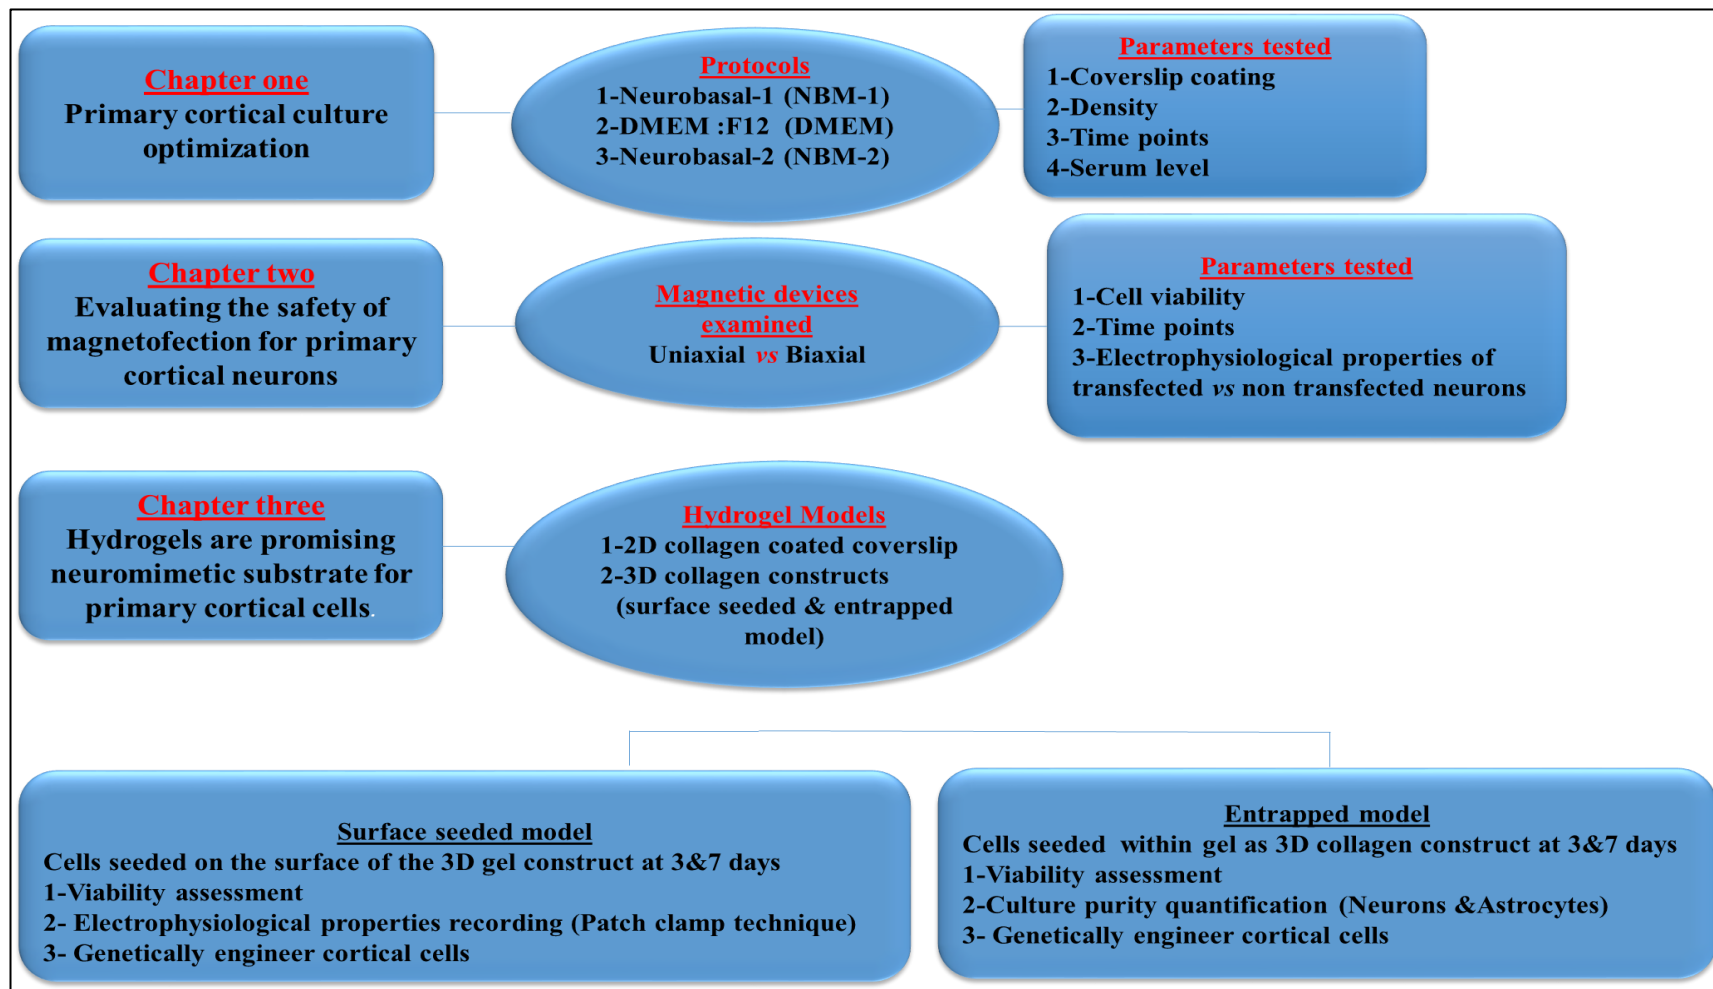 Chapter one
Primary cortical culture
optimization
Protocols
1-Neurobasal-1 (NBM-1)
2-DMEM :F12 (DMEM)
3-Neurobasal-2 (NBM-2)
Parameters tested
1-Coverslip coating
2-Density
3-Time points
4-Serum level
Chapter two
Evaluating the safety of
magnetofection for primary
cortical neurons
Magnetic devices
examined
Uniaxial vs Biaxial
Parameters tested
1-Cell viability
2-Time points
3-Electrophysiological properties of
transfected vs non transfected neurons
Chapter three
Hydrogels are promising
neuromimetic substrate for
primary cortical cells.
Hydrogel Models
1-2D collagen coated coverslip
2-3D collagen constructs
(surface seeded & entrapped
model)
Surface seeded model
Cells seeded on the surface of the 3D gel construct at 3&7 days
1-Viability assessment
2- Electrophysiological properties recording (Patch clamp technique)
3- Genetically engineer cortical cells
Entrapped model
Cells seeded within gel as 3D collagen construct at 3&7 days
1-Viability assessment
2-Culture purity quantification (Neurons &Astrocytes)
3- Genetically engineer cortical cells